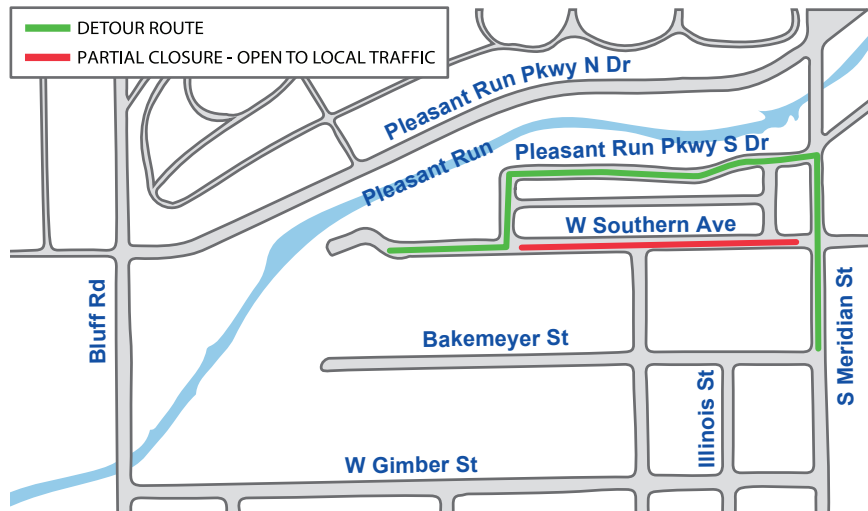 DETOUR ROUTE
PARTIAL CLOSURE - OPEN TO LOCAL TRAFFIC
Pleasant Run Pkwy N Dr
Pleasant Run Pkwy S Dr
Pleasant Run
W Southern Ave
Bluff Rd
Bakemeyer St
S Meridian St
Illinois St
W Gimber St